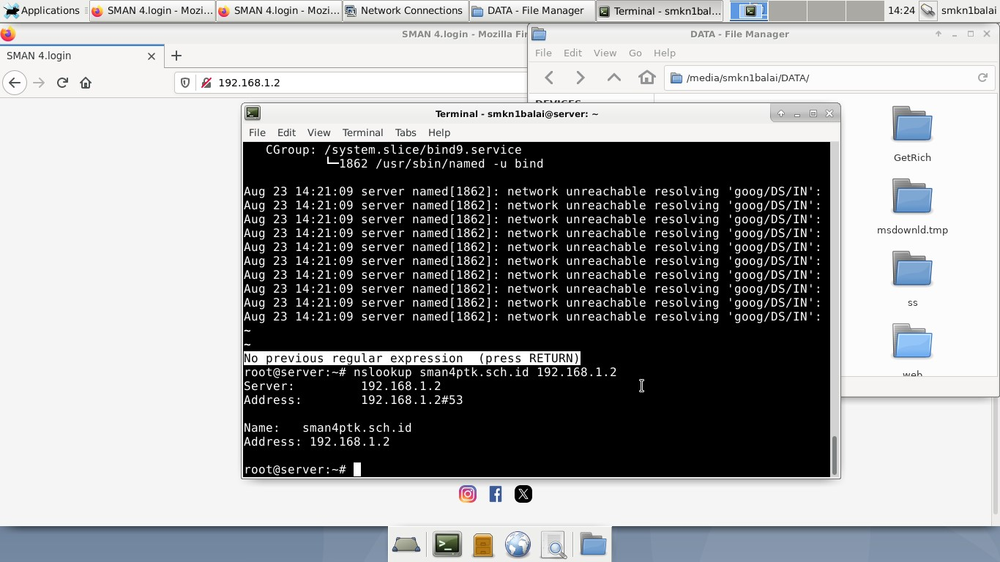 Applications
SMAN 4.login - Mozi...
SMAN 4.login - Mozi...
Network Connections
DATA - File Manager
Terminal - smkn1bal...
14:24
smkn1balai
SMAN 4.login - Mozilla Fir
SMAN 4.login
192.168.1.2
DATA - File Manager
File Edit View Go Help
/media/smkn1balai/DATA/
DEVICES
GetRich
msdownld.tmp
ss
web
Terminal - smkn1balai@server: ~
File Edit View Terminal Tabs Help
CGroup: /system.slice/bind9.service
└─1862 /usr/sbin/named -u bind
Aug 23 14:21:09 server named[1862]: network unreachable resolving 'goog/DS/IN':
Aug 23 14:21:09 server named[1862]: network unreachable resolving 'goog/DS/IN':
Aug 23 14:21:09 server named[1862]: network unreachable resolving 'goog/DS/IN':
Aug 23 14:21:09 server named[1862]: network unreachable resolving 'goog/DS/IN':
Aug 23 14:21:09 server named[1862]: network unreachable resolving 'goog/DS/IN':
Aug 23 14:21:09 server named[1862]: network unreachable resolving 'goog/DS/IN':
Aug 23 14:21:09 server named[1862]: network unreachable resolving 'goog/DS/IN':
Aug 23 14:21:09 server named[1862]: network unreachable resolving 'goog/DS/IN':
Aug 23 14:21:09 server named[1862]: network unreachable resolving 'goog/DS/IN':
Aug 23 14:21:09 server named[1862]: network unreachable resolving 'goog/DS/IN':
~
~
No previous regular expression  (press RETURN)
root@server:~# nslookup sman4ptk.sch.id 192.168.1.2
Server:         192.168.1.2
Address:        192.168.1.2#53
Name:   sman4ptk.sch.id
Address: 192.168.1.2
root@server:~#